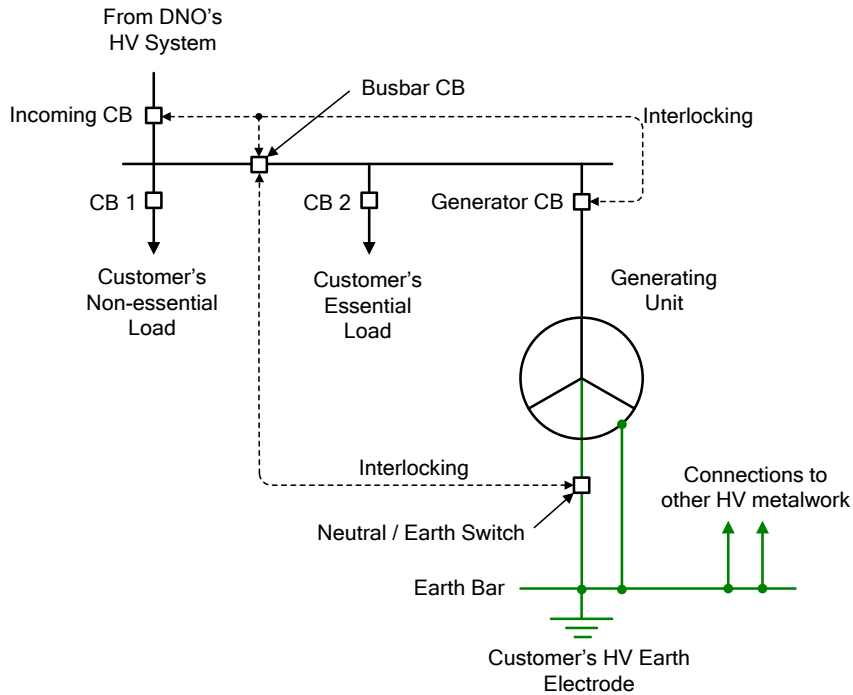 From DNO's
HV System
Busbar CB
Incoming CB
Interlocking
CB 1
CB 2
Generator CB
Customer's
Non-essential
Load
Customer's
Essential
Load
Generating
Unit
Interlocking
Connections to
other HV metalwork
Neutral / Earth Switch
Earth Bar
Customer's HV Earth
Electrode